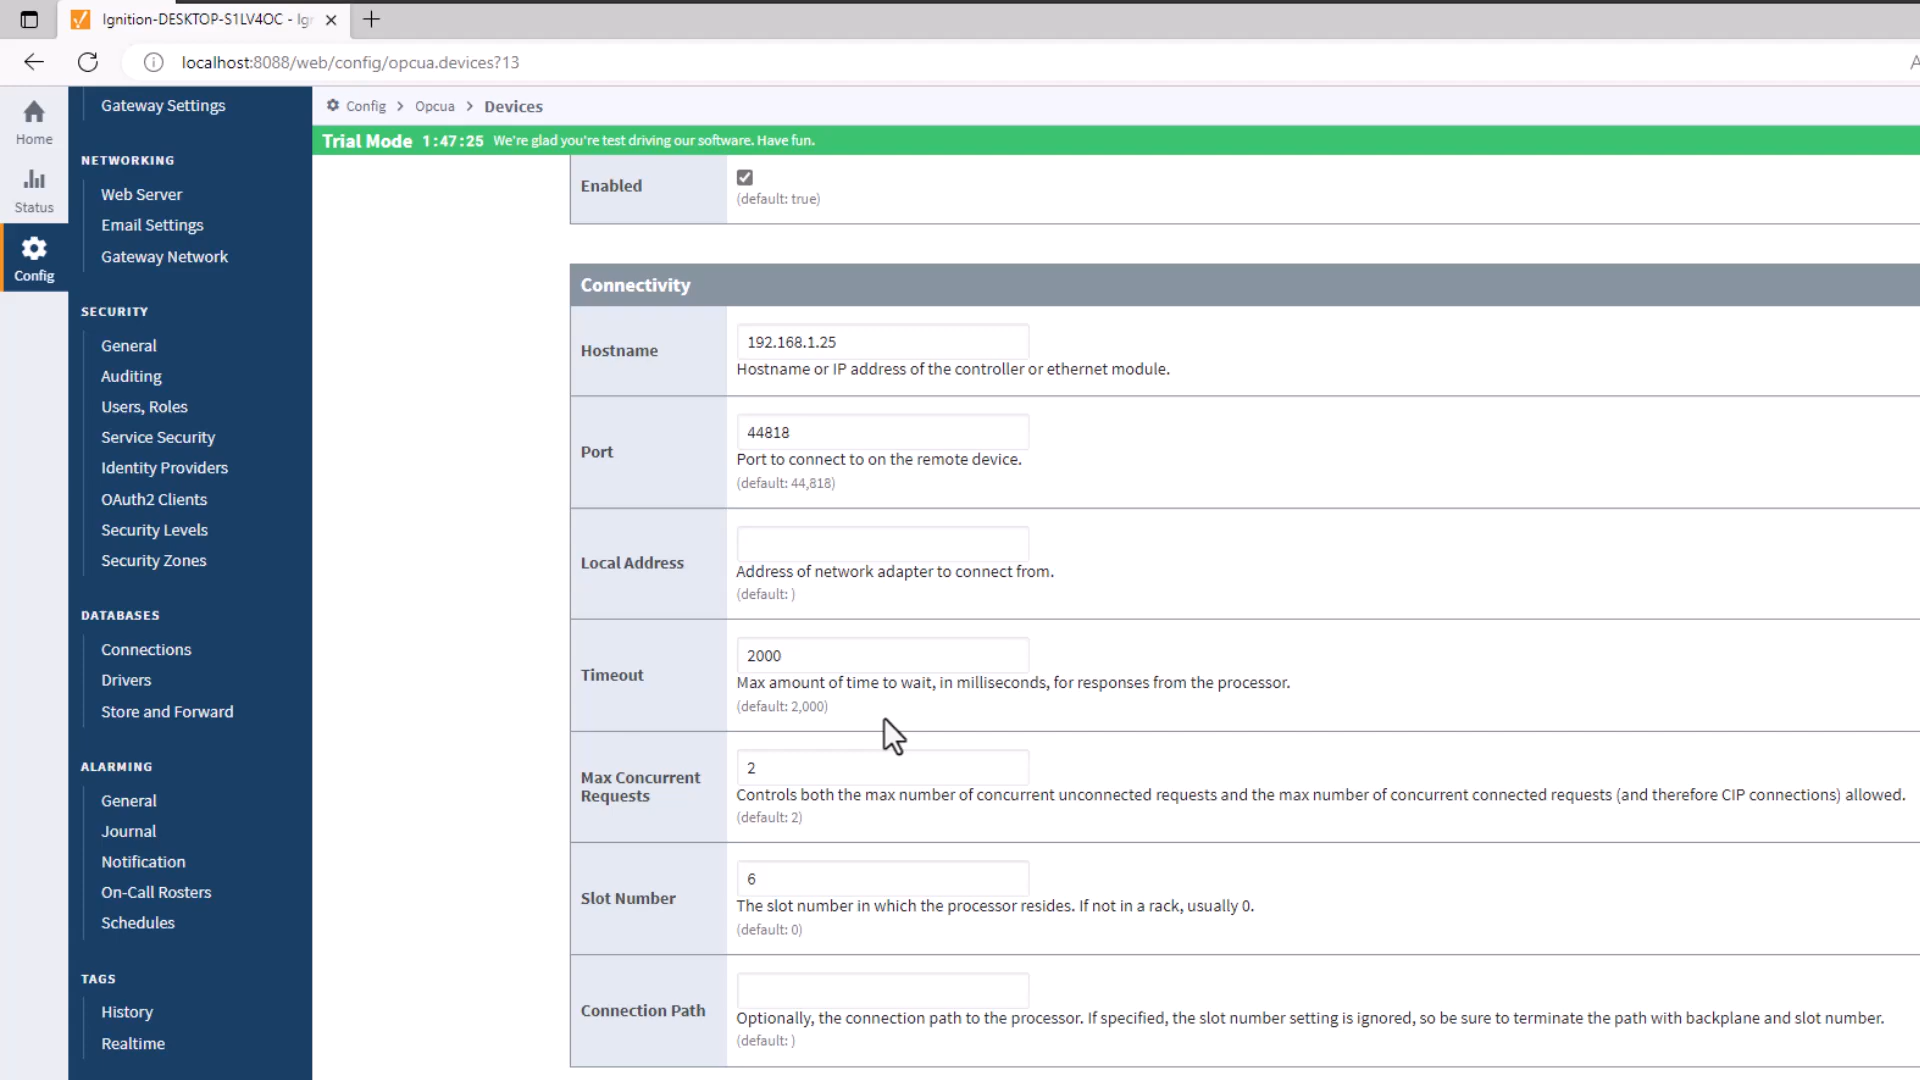 Ignition-DESKTOP-S1LV4OC - Ig
localhost:8088/web/config/opcua.devices?13
Home
Status
Config
Gateway Settings
NETWORKING
Web Server
Email Settings
Gateway Network
SECURITY
General
Auditing
Users, Roles
Service Security
Identity Providers
OAuth2 Clients
Security Levels
Security Zones
DATABASES
Connections
Drivers
Store and Forward
ALARMING
General
Journal
Notification
On-Call Rosters
Schedules
TAGS
History
Realtime
Config > Opcua > Devices
Trial Mode 1:47:25 We're glad you're test driving our software. Have fun.
Enabled
(default: true)
Connectivity
Hostname
192.168.1.25
Hostname or IP address of the controller or ethernet module.
Port
44818
Port to connect to on the remote device.
(default: 44,818)
Local Address
Address of network adapter to connect from.
(default: )
Timeout
2000
Max amount of time to wait, in milliseconds, for responses from the processor.
(default: 2,000)
Max Concurrent
Requests
2
Controls both the max number of concurrent unconnected requests and the max number of concurrent connected requests (and therefore CIP connections) allowed.
(default: 2)
Slot Number
6
The slot number in which the processor resides. If not in a rack, usually 0.
(default: 0)
Connection Path
Optionally, the connection path to the processor. If specified, the slot number setting is ignored, so be sure to terminate the path with backplane and slot number.
(default: )